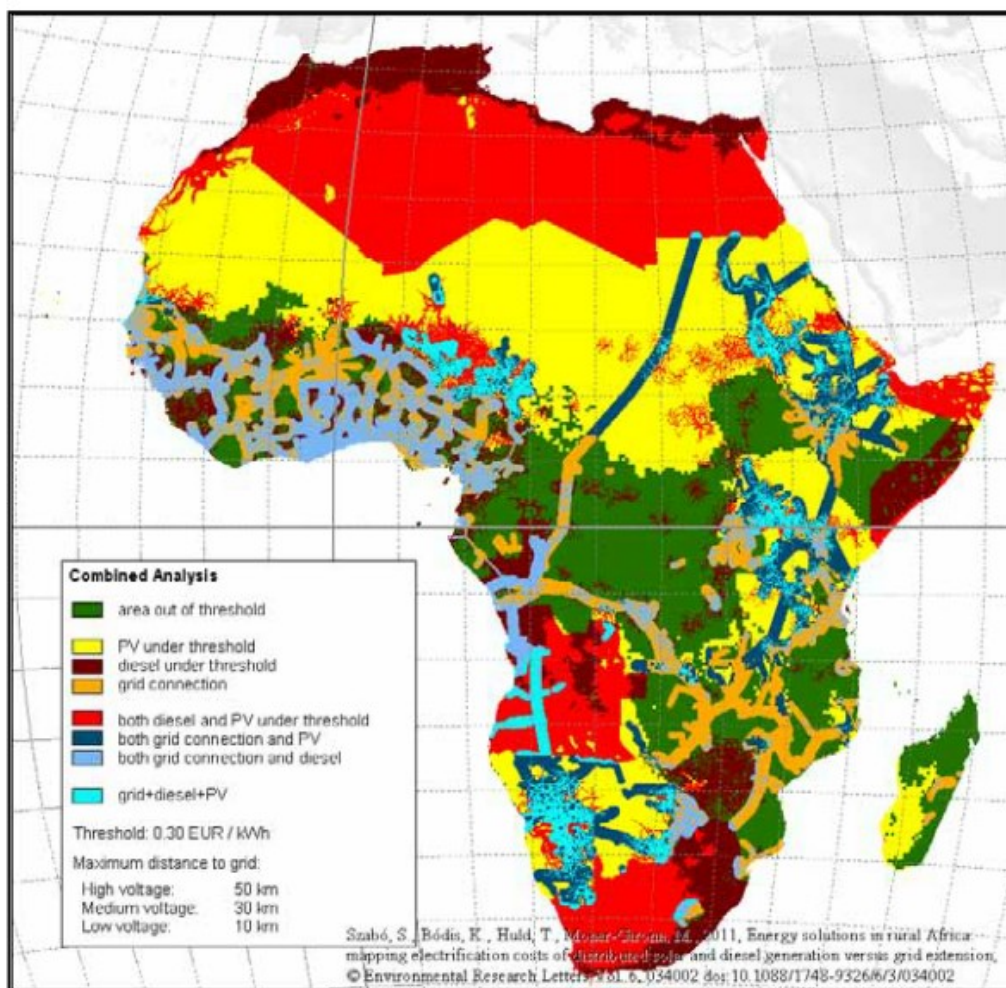 Combined Analysis
area out of threshold
PV under threshold
diesel under threshold
grid connection
both diesel and PV under threshold
both grid connection and PV
both grid connection and diesel
grid+diesel+PV
Threshold: 0.30 EUR / kWh
Maximum distance to grid:
High voltage: 50 km
Medium voltage: 30 km
Low voltage: 10 km
Szabó, S., Bódis, K., Huld, T., M. 2011, Energy solutions in rural Africa:
mapping electrification costs of distributed solar and diesel generation versus grid extension,
© Environmental Research Letters, Vol. 6, 034002 doi: 10.1088/1748-9326/6/3/034002